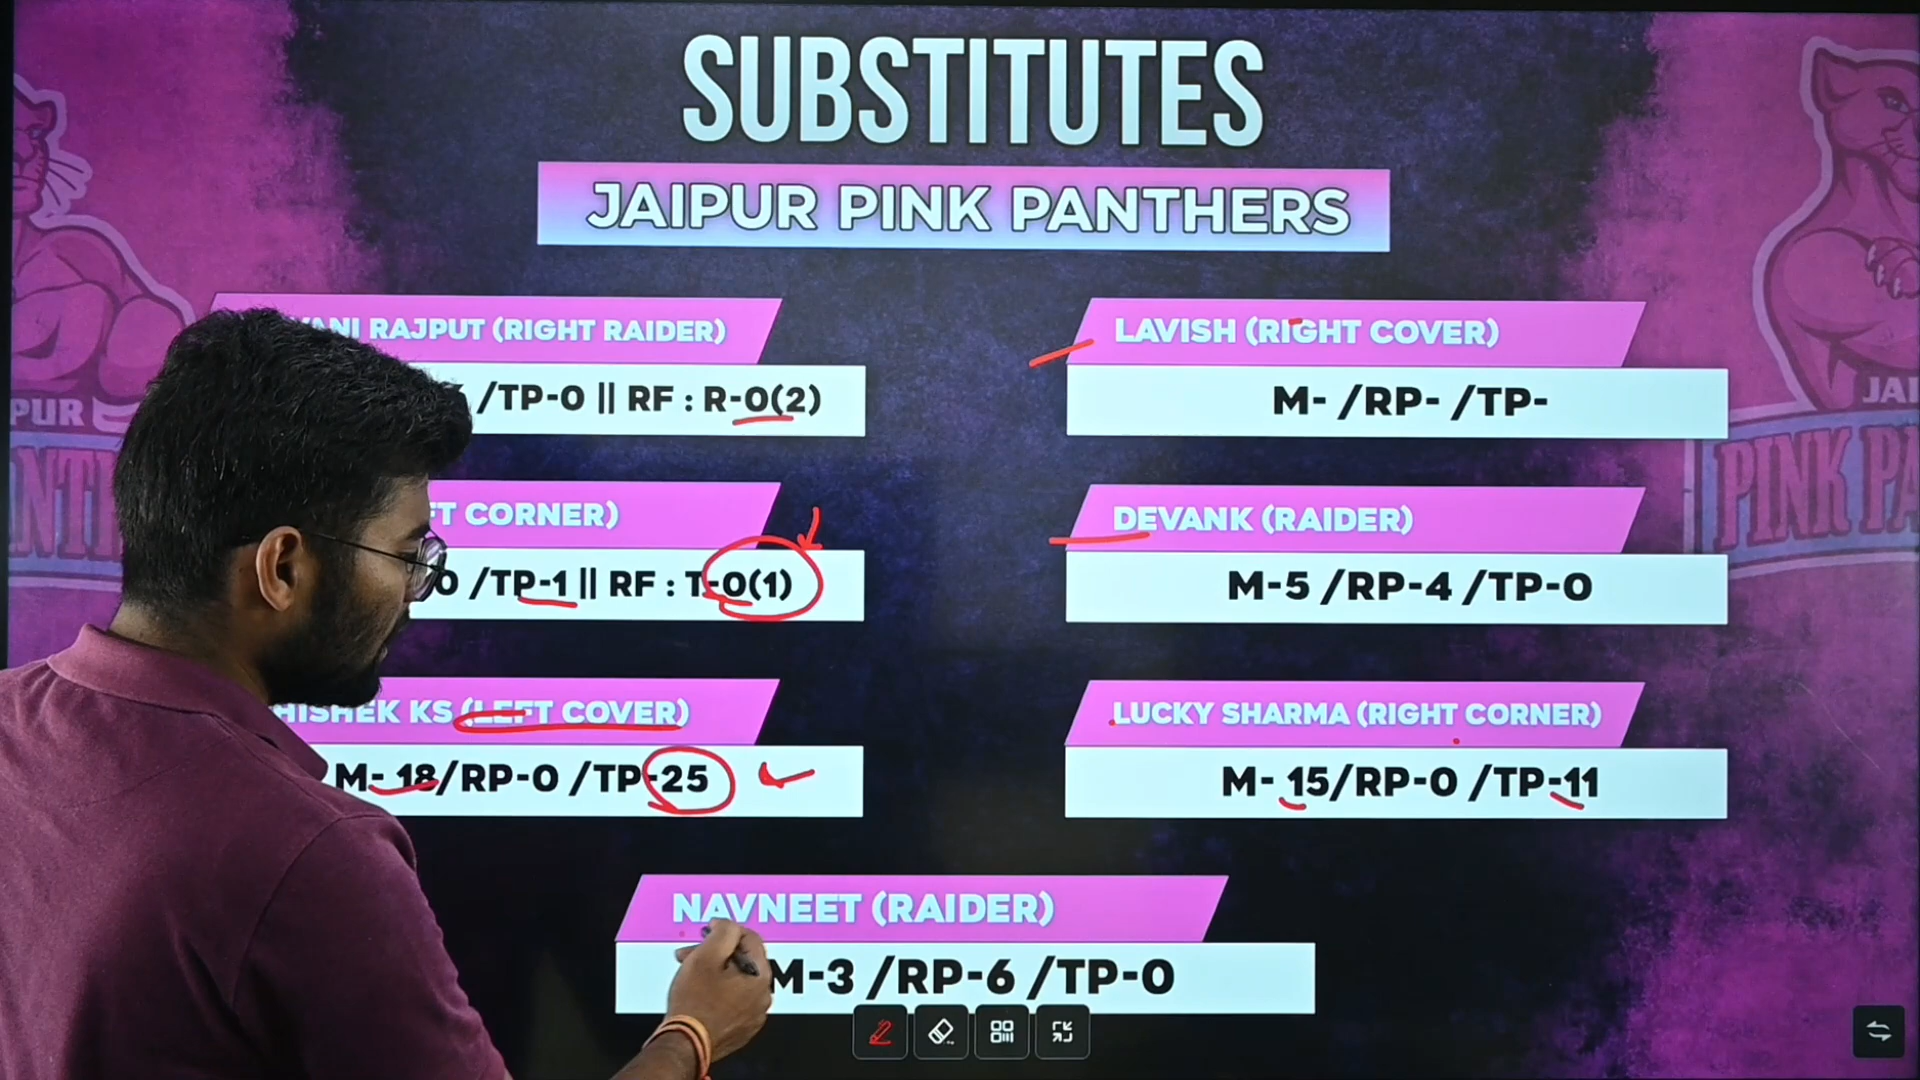 SUBSTITUTES
JAIPUR PINK PANTHERS
RAJPUT (RIGHT RAIDER)
/TP-0 || RF : R-0(2)
LAVISH (RIGHT COVER)
M- /RP- /TP-
CORNER)
/TP-1 || RF : T-0(1)
DEVANK (RAIDER)
M-5 /RP-4 /TP-0
KS (LEFT COVER)
M- 18/RP-0 /TP-25
LUCKY SHARMA (RIGHT CORNER)
M- 15/RP-0 /TP-11
NAVNEET (RAIDER)
M-3 /RP-6 /TP-0
PUR
JAI
PINK PA